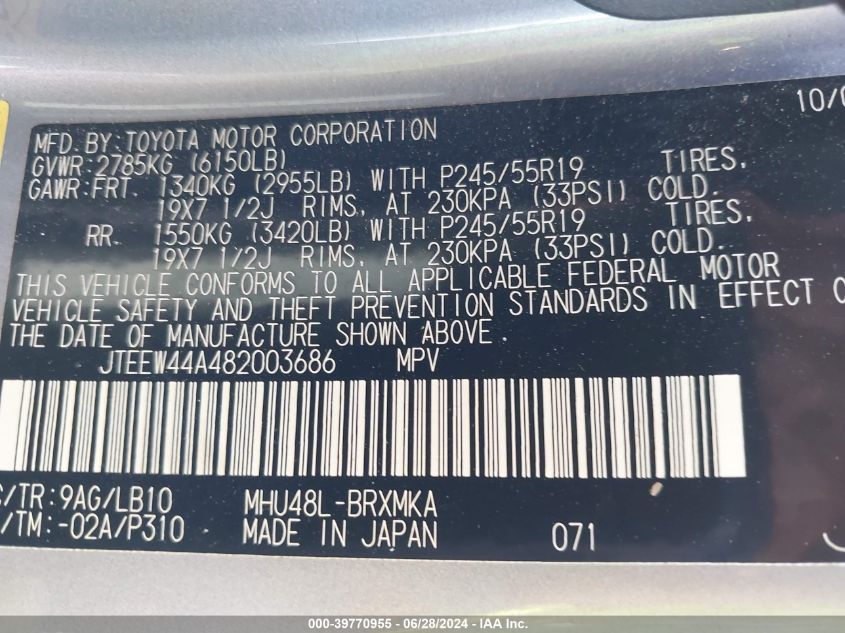 10/0
MFD. BY: TOYOTA MOTOR CORPORATION
GVWR: 2785KG (6150LB)
GAWR: FRT. 1340KG (2955LB) WITH P245/55R19 TIRES,
19X7 1/2J RIMS, AT 230KPA (33PSI) COLD.
RR. 1550KG (3420LB) WITH P245/55R19 TIRES,
19X7 1/2J RIMS, AT 230KPA (33PSI) COLD.
THIS VEHICLE CONFORMS TO ALL APPLICABLE FEDERAL MOTOR
VEHICLE SAFETY AND THEFT PREVENTION STANDARDS IN EFFECT O
THE DATE OF MANUFACTURE SHOWN ABOVE
JTEEW44A482003686 MPV
/TR: 9AG/LB10 MHU48L-BRXMKA
/TM: -02A/P310 MADE IN JAPAN 071
000-39770955 | 06/28/2024 | IAA Inc.